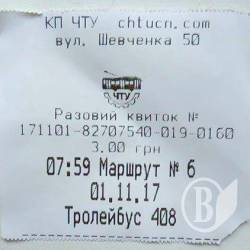 КП ЧТУ chtucn.com
вул. Шевченка 50
ЧТУ
Разовий квиток №
171101-82707540-019-0160
3.00 грн
07:59 Маршрут № 6
01.11.17
Тролейбус 408
В